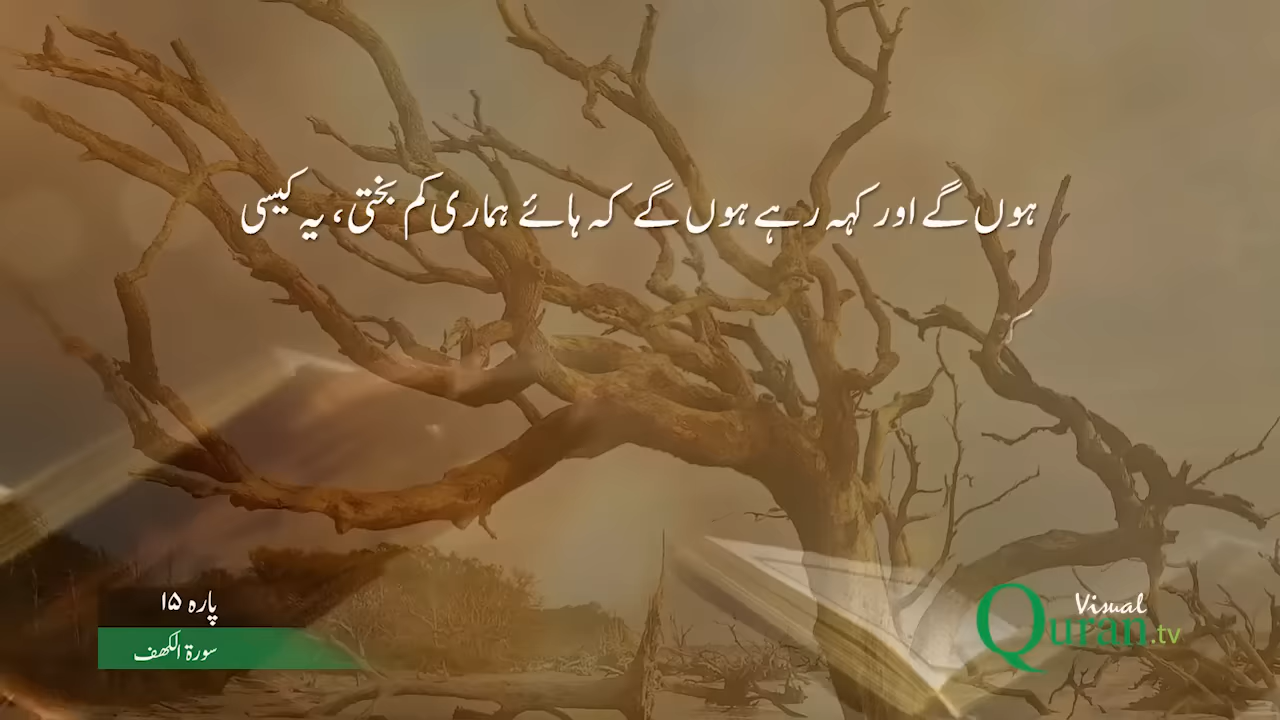 ہوں گے اور کہہ رہے ہوں گے کہ ہائے ہماری کم بختی، یہ کیسی
پارہ ۱۵
سورۃ الکھف
Visual
Quran.tv